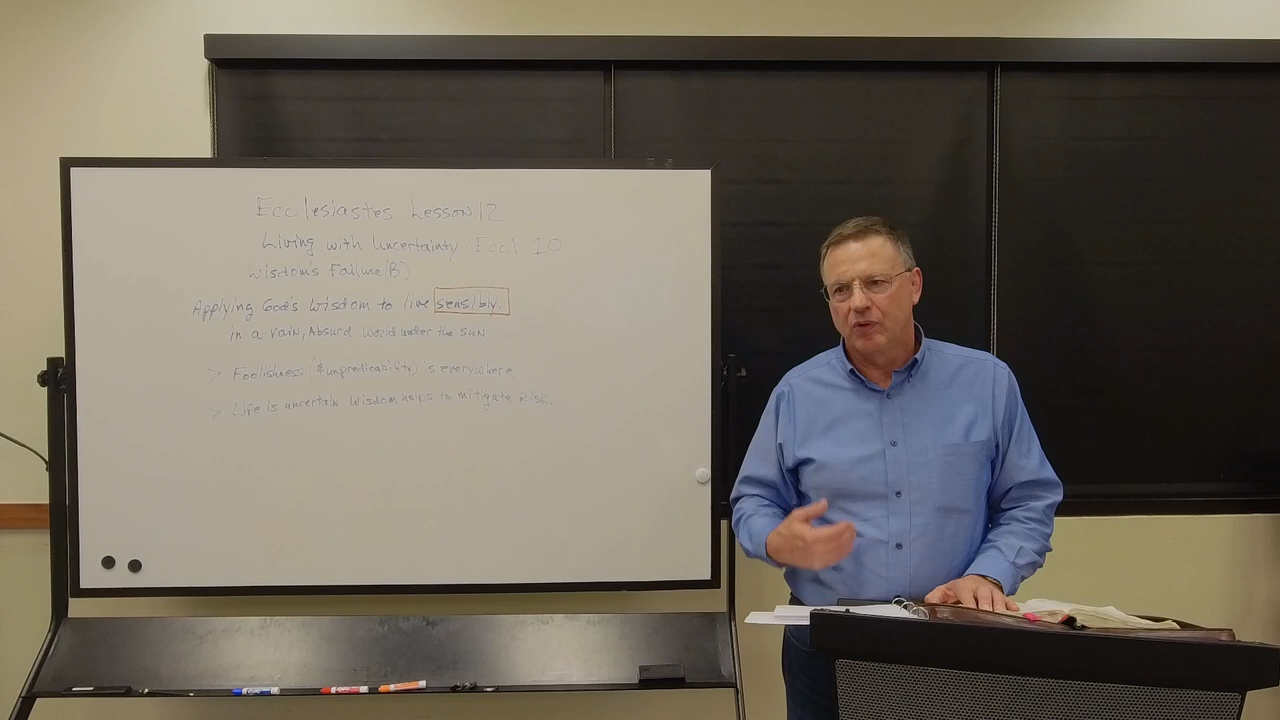 Ecclesiastes Lesson 12
Living with Uncertainty - Eccl 10
Wisdom's Failure (B)
Applying God's Wisdom to live sensibly.
in a vain, Absurd World under the Sun
> Foolishness (& unpredicability) is everywhere.
> Life is uncertain. Wisdom helps to mitigate Risk.